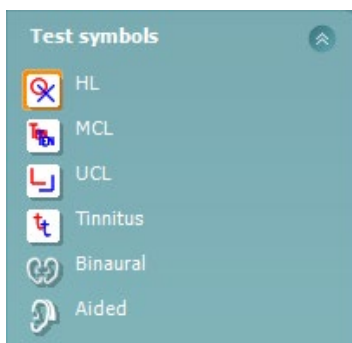 Test symbols
HL
MCL
UCL
Tinnitus
Binaural
Aided